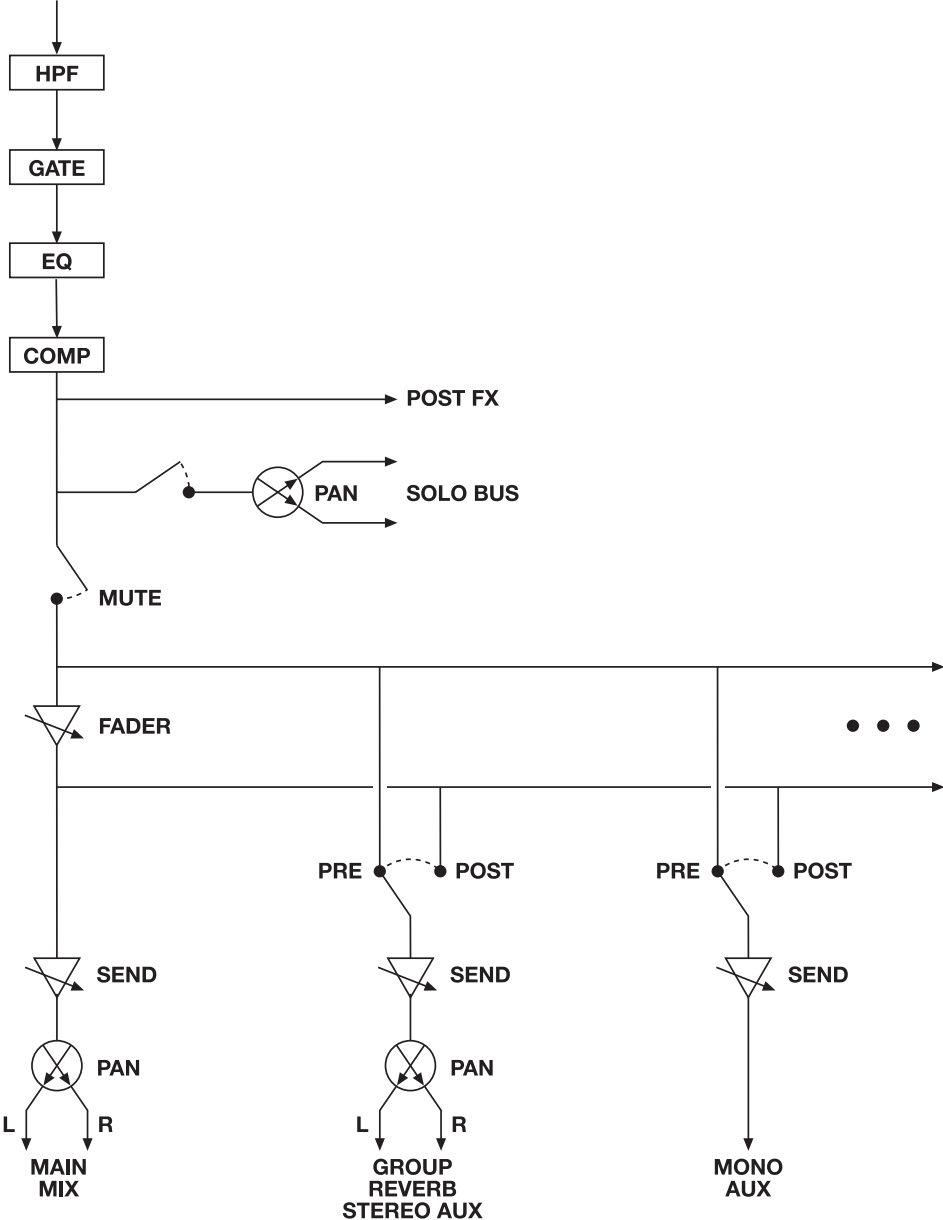 HPF
GATE
EQ
COMP
POST FX
PAN SOLO BUS
MUTE
FADER
PRE POST PRE POST
SEND SEND SEND
PAN PAN
L R L R
MAIN
MIX
GROUP
REVERB
STEREO AUX
MONO
AUX